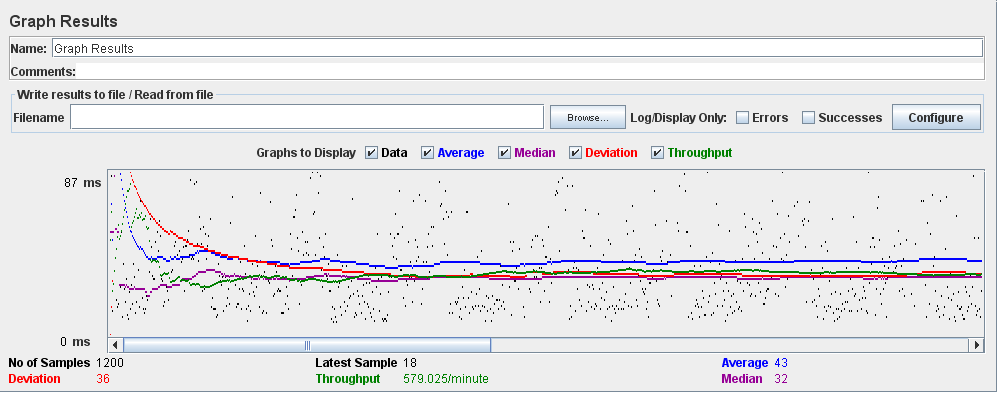 Graph Results
Name: Graph Results
Comments:
Write results to file / Read from file
Filename Browse... Log/Display Only: Errors Successes Configure
Graphs to Display Data Average Median Deviation Throughput
87 ms
0 ms
No of Samples 1200 Latest Sample 18 Average 43
Deviation 36 Throughput 579.025/minute Median 32